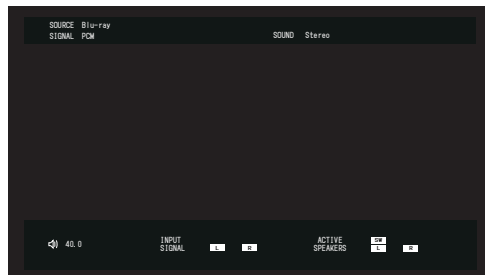 SOURCE Blu-ray
SIGNAL PCM SOUND Stereo
40.0 INPUT SIGNAL L R ACTIVE SPEAKERS SW L R